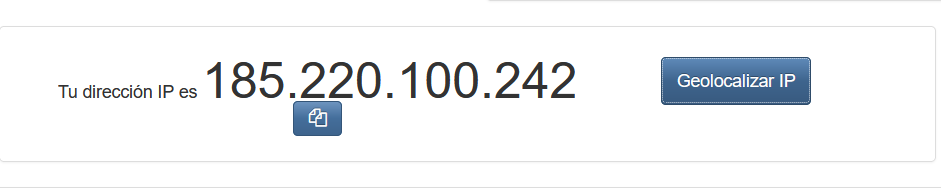 Tu dirección IP es 185.220.100.242
Geolocalizar IP